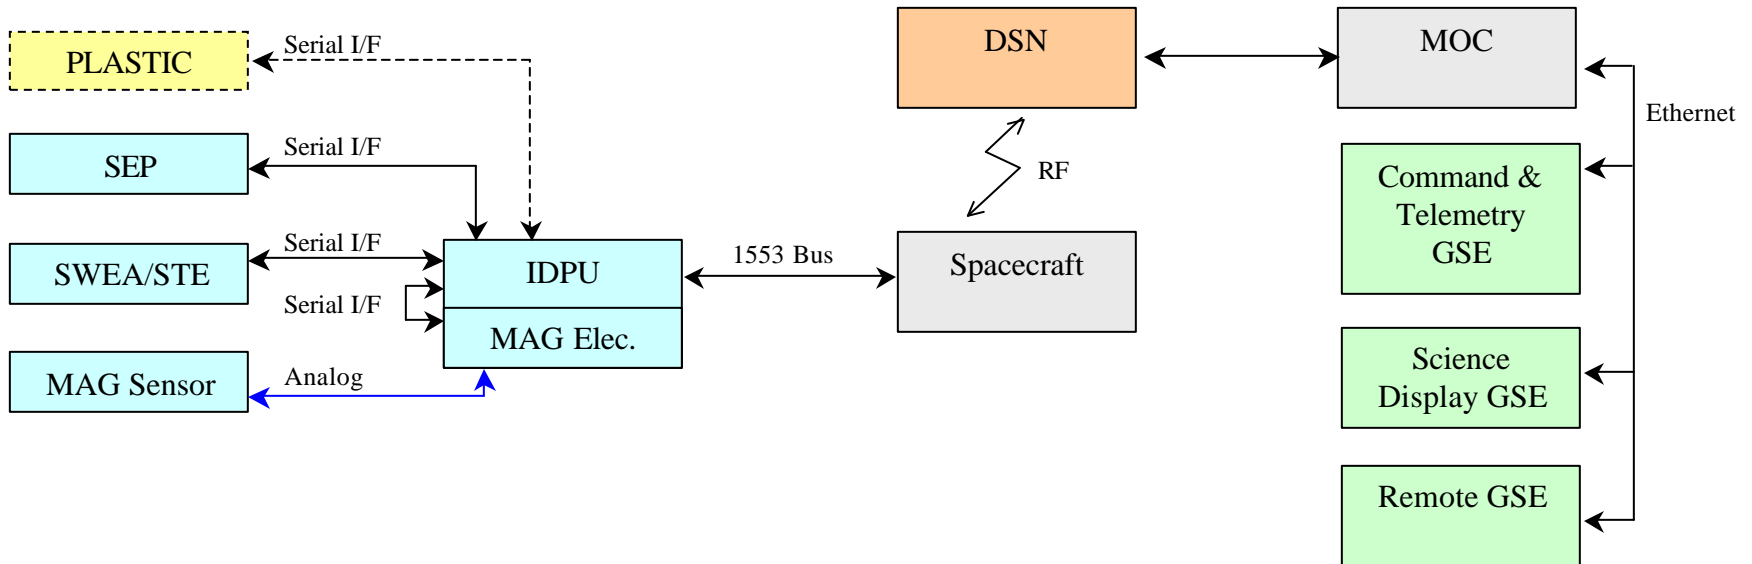 PLASTIC
Serial I/F
SEP
Serial I/F
SWEA/STE
Serial I/F
Serial I/F
MAG Sensor
Analog
IDPU
MAG Elec.
1553 Bus
DSN
RF
Spacecraft
MOC
Ethernet
Command &
Telemetry
GSE
Science
Display GSE
Remote GSE